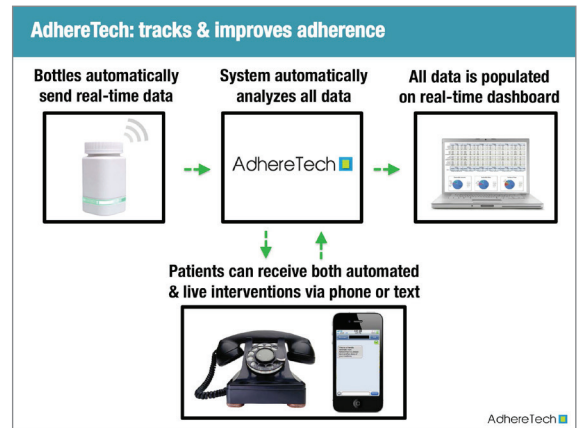 AdhereTech: tracks & improves adherence
Bottles automatically
send real-time data
System automatically
analyzes all data
All data is populated
on real-time dashboard
AdhereTech
Patients can receive both automated
& live interventions via phone or text
AdhereTech